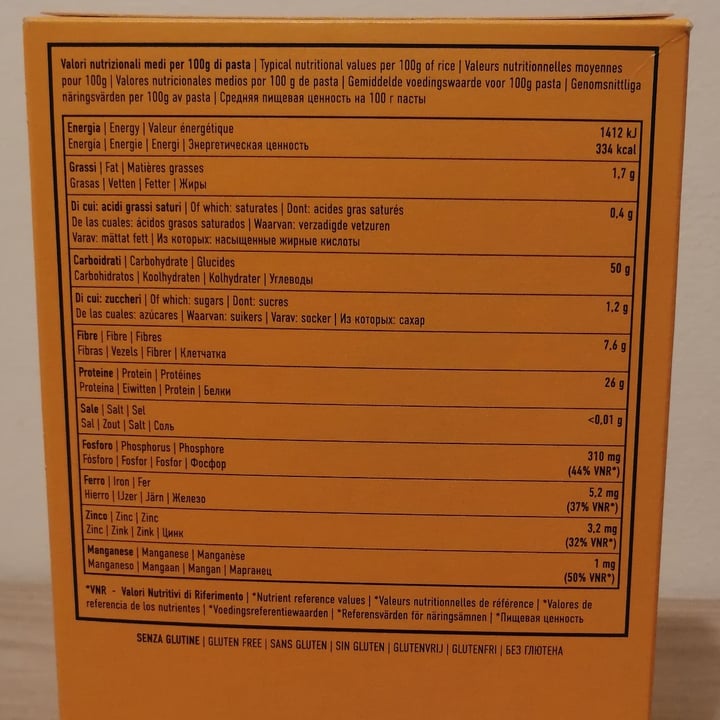 Valori nutrizionali medi per 100g di pasta | Typical nutritional values per 100g of rice | Valeurs nutritionnelles moyennes
pour 100g | Valores nutricionales medios por 100 g de pasta | Gemiddelde voedingswaarde voor 100g pasta | Genomsnittliga
näringsvärden per 100g av pasta | Средняя пищевая ценность на 100 г пасты
Energia | Energy | Valeur énergétique 1412 kJ
Energía | Energie | Energi | Энергетическая ценность 334 kcal
Grassi | Fat | Matières grasses 1,7 g
Grasas | Vetten | Fetter | Жиры
Di cui: acidi grassi saturi | Of which: saturates | Dont: acides gras saturés 0,4 g
De las cuales: ácidos grasos saturados | Waarvan: verzadigde vetzuren
Varav: mättat fett | Из которых: насыщенные жирные кислоты
Carboidrati | Carbohydrate | Glucides 50 g
Carbohidratos | Koolhydraten | Kolhydrater | Углеводы
Di cui: zuccheri | Of which: sugars | Dont: sucres 1,2 g
De las cuales: azúcares | Waarvan: suikers | Varav: socker | Из которых: сахар
Fibre | Fibre | Fibres 7,6 g
Fibras | Vezels | Fibrer | Клетчатка
Proteine | Protein | Protéines 26 g
Proteina | Eiwitten | Protein | Белки
Sale | Salt | Sel <0,01 g
Sal | Zout | Salt | Соль
Fosforo | Phosphorus | Phosphore 310 mg
Fósforo | Fosfor | Fosfor | Фосфор (44% VNR*)
Ferro | Iron | Fer 5,2 mg
Hierro | IJzer | Järn | Железо (37% VNR*)
Zinco | Zinc | Zinc 3,2 mg
Zinc | Zink | Zink | Цинк (32% VNR*)
Manganese | Manganese | Manganèse 1 mg
Manganeso | Mangaan | Mangan | Марганец (50% VNR*)
*VNR - Valori Nutritivi di Riferimento | *Nutrient reference values | *Valeurs nutritionnelles de référence | *Valores de
referencia de los nutrientes | *Voedingsreferentiewaarden | *Referensvärden för näringsämnen | *Пищевая ценность
SENZA GLUTINE | GLUTEN FREE | SANS GLUTEN | SIN GLUTEN | GLUTENVRIJ | GLUTENFRI | БЕЗ ГЛЮТЕНА